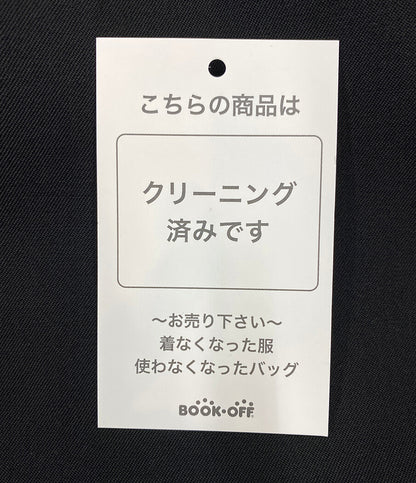 こちらの商品は
クリーニング
済みです
〜お売り下さい〜
着なくなった服
使わなくなったバッグ
BOOK・OFF